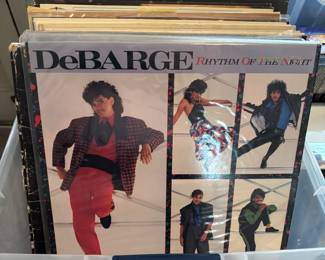 DeBARGE RHYTHM OF THE NIGHT